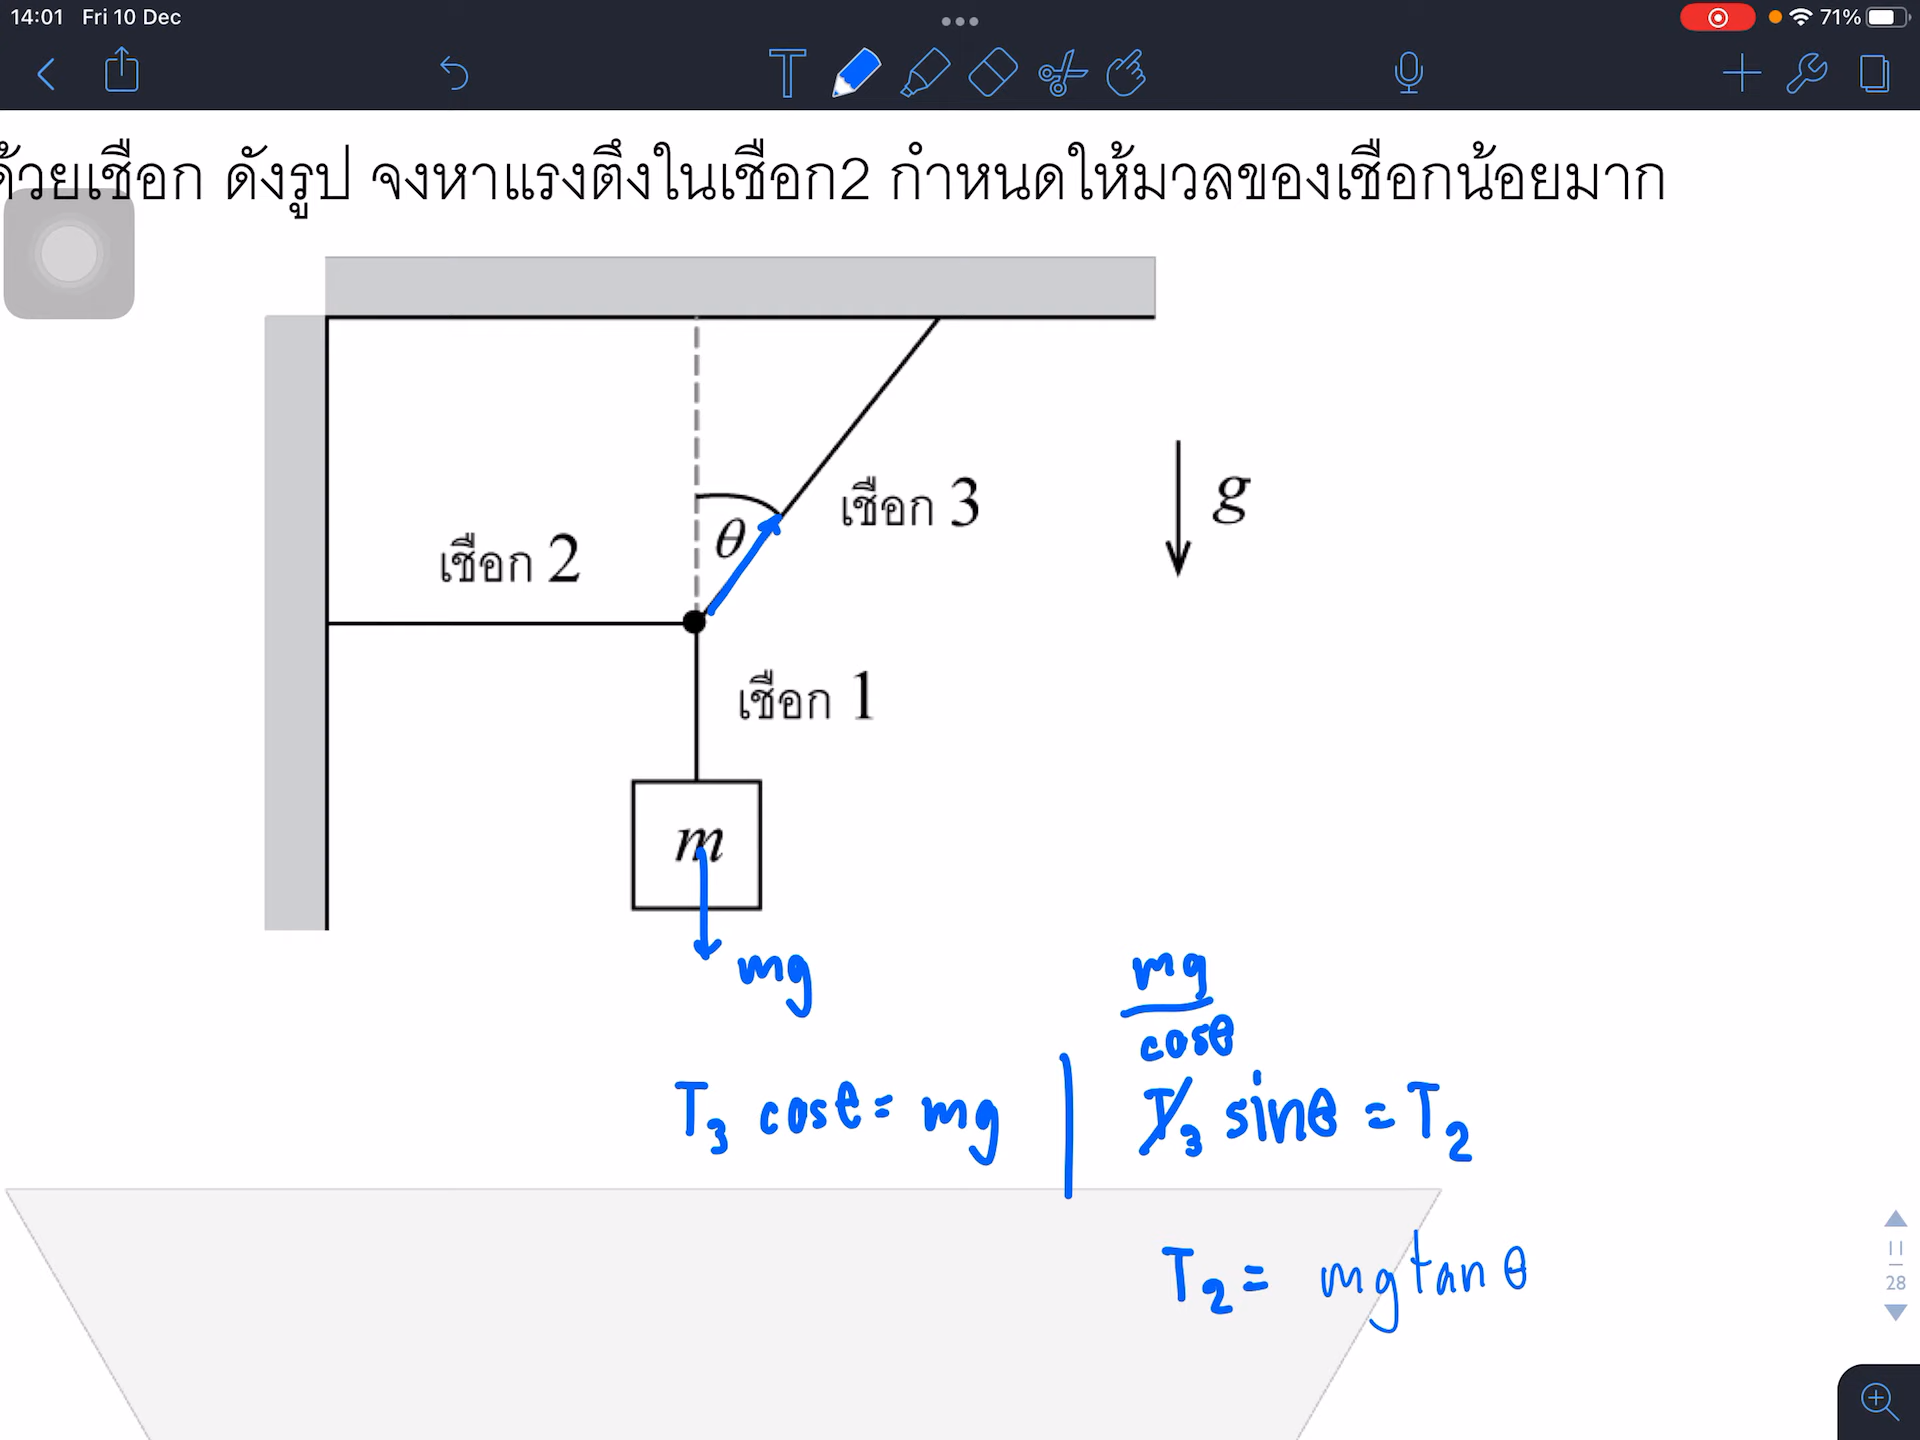 14:01 Fri 10 Dec
71%
ด้วยเชือก ดังรูป จงหาแรงตึงในเชือก2 กำหนดให้มวลของเชือกน้อยมาก
เชือก 3
g
θ
เชือก 2
เชือก 1
m
mg
mg
cosθ
T₃ cosθ = mg
T₃ sinθ = T₂
T₂ = mg tan θ
11
28